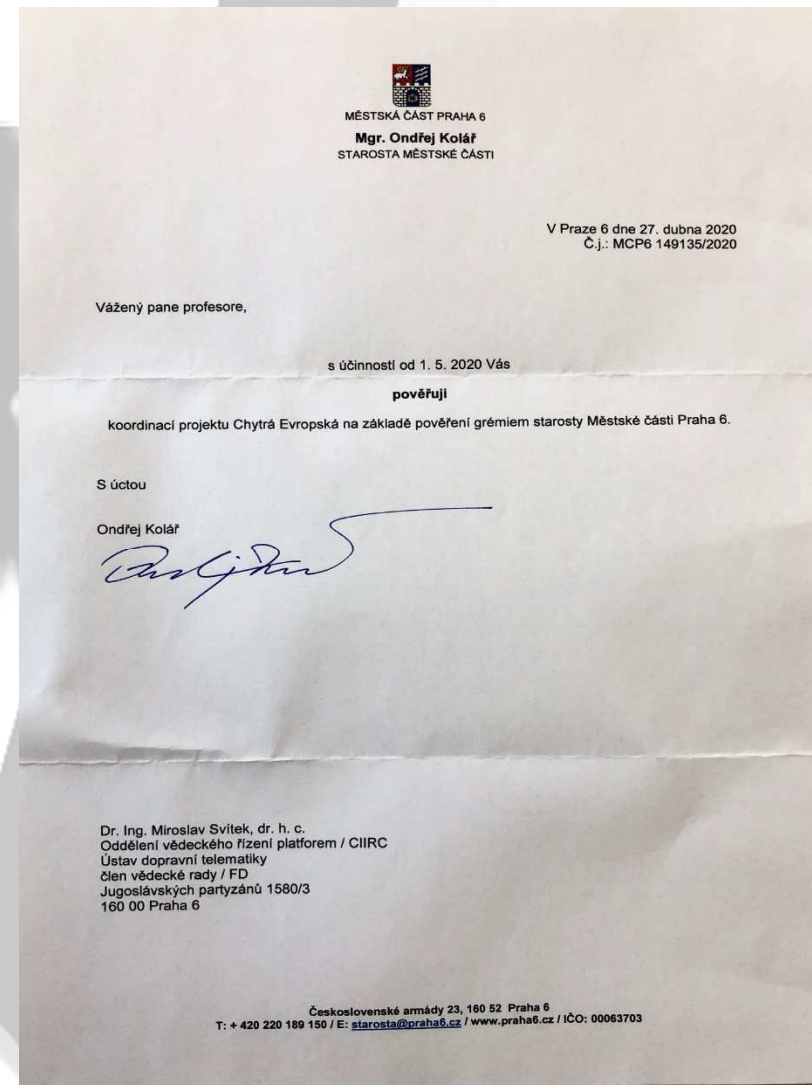 MĚSTSKÁ ČÁST PRAHA 6
Mgr. Ondřej Kolář
STAROSTA MĚSTSKÉ ČÁSTI
V Praze 6 dne 27. dubna 2020
Č.j.: MCP6 149135/2020
Vážený pane profesore,
s účinností od 1. 5. 2020 Vás
pověřuji
koordinací projektu Chytrá Evropská na základě pověření grémiem starosty Městské části Praha 6.
S úctou
Ondřej Kolář
Dr. Ing. Miroslav Svítek, dr. h. c.
Oddělení vědeckého řízení platforem / CIIRC
Ústav dopravní telematiky
člen vědecké rady / FD
Jugoslávských partyzánů 1580/3
160 00 Praha 6
Československé armády 23, 160 52 Praha 6
T: + 420 220 189 150 / E: starosta@praha6.cz / www.praha6.cz / IČO: 00063703